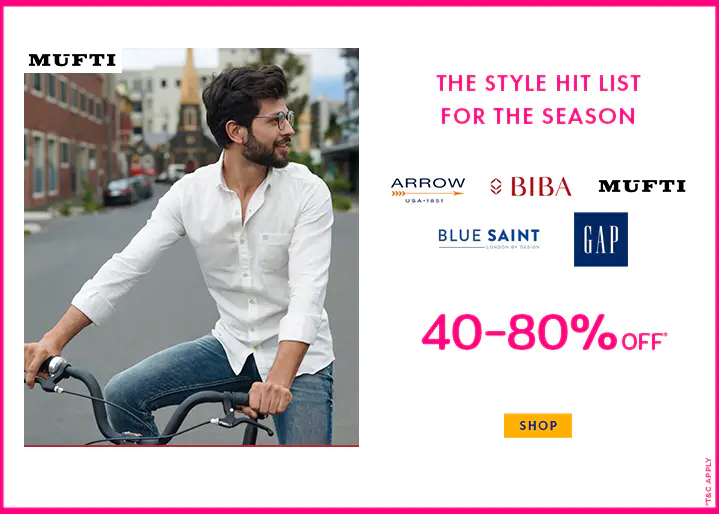 MUFTI
THE STYLE HIT LIST
FOR THE SEASON
ARROW
USA•1851
BIBA
MUFTI
BLUE SAINT
LONDON BY DESIGN
GAP
40-80% OFF*
SHOP
*T&C APPLY